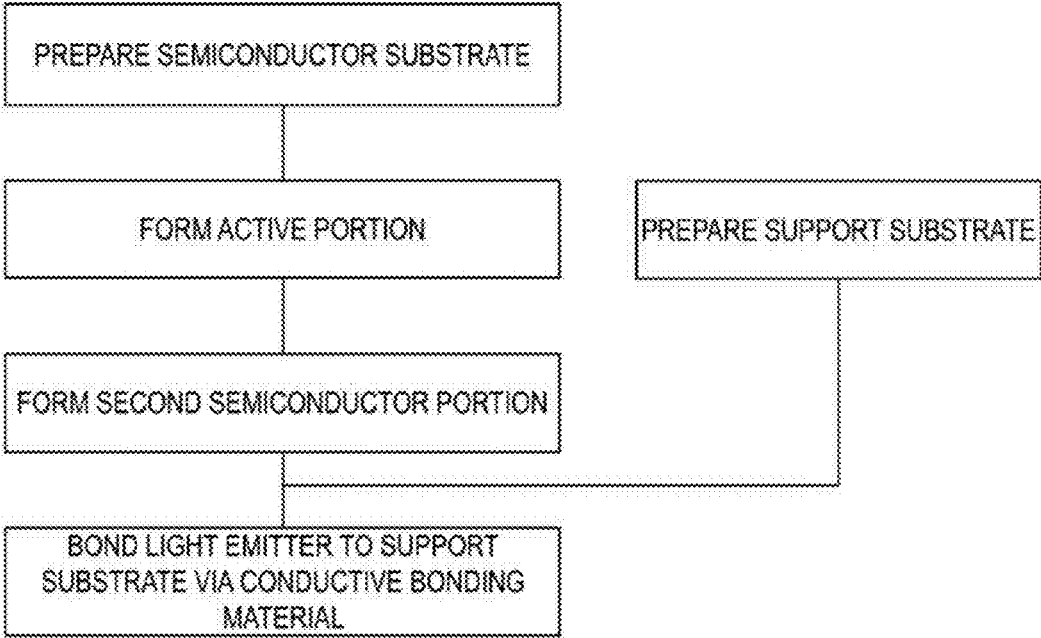 PREPARE SEMICONDUCTOR SUBSTRATE
FORM ACTIVE PORTION
PREPARE SUPPORT SUBSTRATE
FORM SECOND SEMICONDUCTOR PORTION
BOND LIGHT EMITTER TO SUPPORT
SUBSTRATE VIA CONDUCTIVE BONDING
MATERIAL